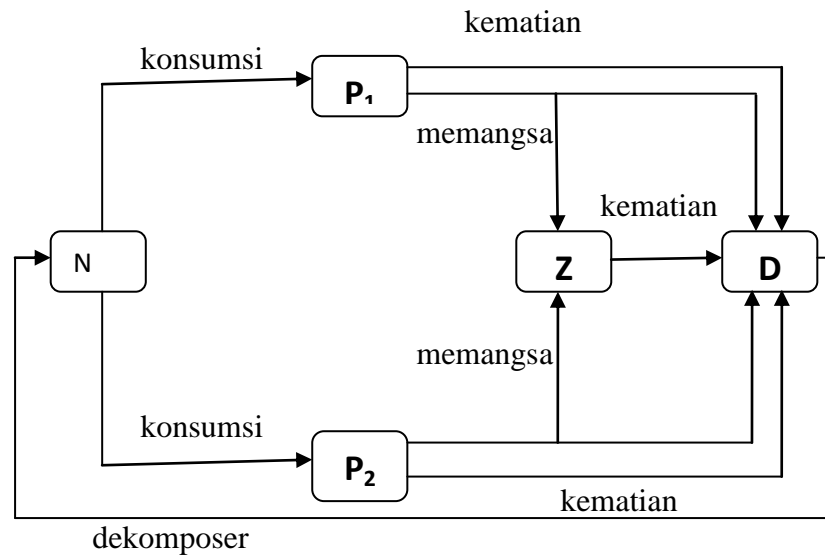 kematian
konsumsi
P₁
memangsa
kematian
N
Z
D
memangsa
konsumsi
P₂
kematian
dekomposer